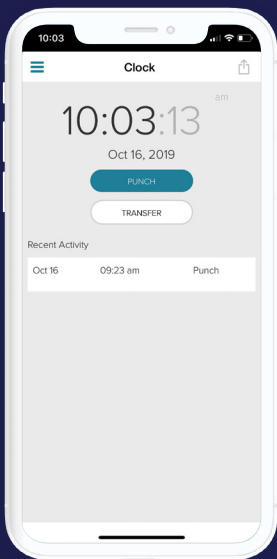 10:03
Clock
am
10:03:13
Oct 16, 2019
PUNCH
TRANSFER
Recent Activity
Oct 16 09:23 am Punch